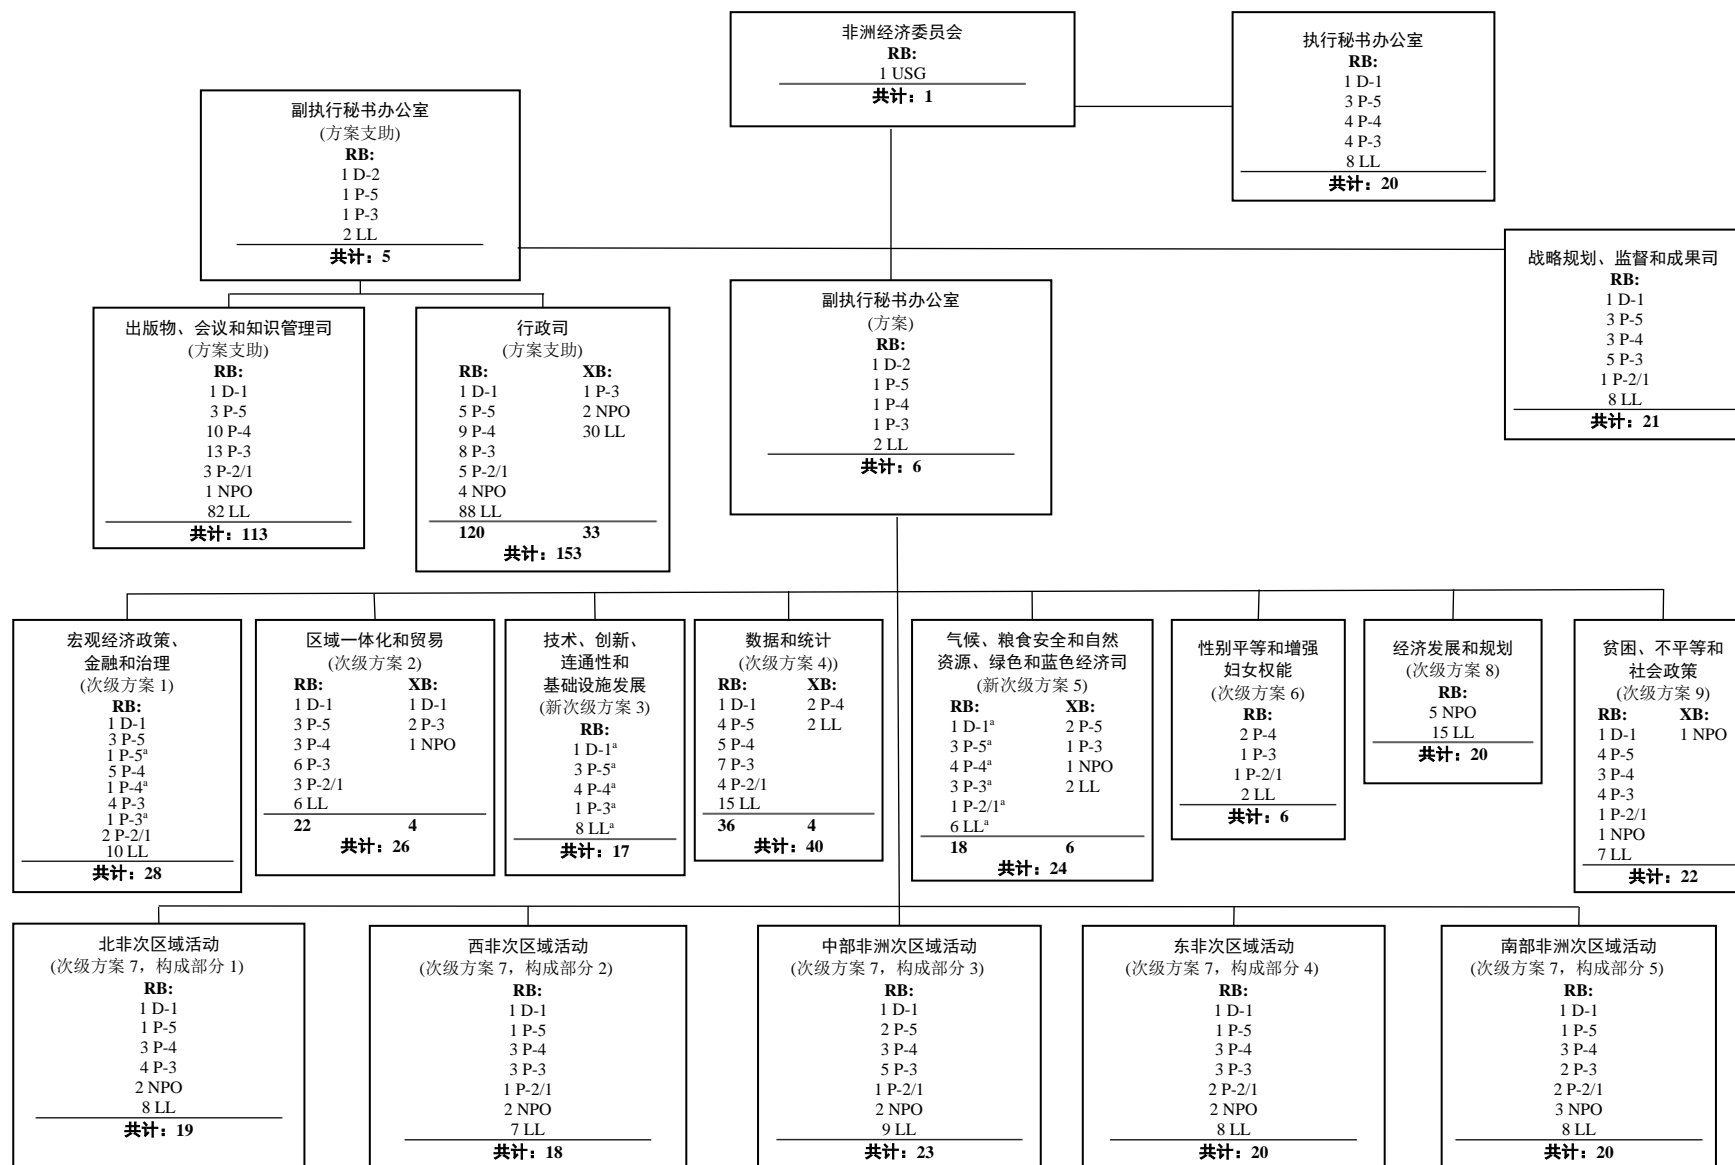 非洲经济委员会
RB:
1 USG
共计：1
执行秘书办公室
RB:
1 D-1
3 P-5
4 P-4
4 P-3
8 LL
共计：20
副执行秘书办公室
(方案支助)
RB:
1 D-2
1 P-5
1 P-3
2 LL
共计：5
战略规划、监督和成果司
RB:
1 D-1
3 P-5
3 P-4
5 P-3
1 P-2/1
8 LL
共计：21
出版物、会议和知识管理司
(方案支助)
RB:
1 D-1
3 P-5
10 P-4
13 P-3
3 P-2/1
1 NPO
82 LL
共计：113
行政司
(方案支助)
RB: XB:
1 D-1 1 P-3
5 P-5 2 NPO
9 P-4 30 LL
8 P-3
5 P-2/1
4 NPO
88 LL
120 33
共计：153
副执行秘书办公室
(方案)
RB:
1 D-2
1 P-5
1 P-4
1 P-3
2 LL
共计：6
宏观经济政策、
金融和治理
(次级方案 1)
RB:
1 D-1
3 P-5
1 P-5ª
5 P-4
1 P-4ª
4 P-3
1 P-3ª
2 P-2/1
10 LL
共计：28
区域一体化和贸易
(次级方案 2)
RB: XB:
1 D-1 1 D-1
3 P-5 2 P-3
3 P-4 1 NPO
6 P-3
3 P-2/1
6 LL
22 4
共计：26
技术、创新、
连通性和
基础设施发展
(新次级方案 3)
RB:
1 D-1ª
3 P-5ª
4 P-4ª
1 P-3ª
8 LLª
共计：17
数据和统计
(次级方案 4))
RB: XB:
1 D-1 2 P-4
4 P-5 2 LL
5 P-4
7 P-3
4 P-2/1
15 LL
36 4
共计：40
气候、粮食安全和自然
资源、绿色和蓝色经济司
(新次级方案 5)
RB: XB:
1 D-1ª 2 P-5
3 P-5ª 1 P-3
4 P-4ª 1 NPO
3 P-3ª 2 LL
1 P-2/1ª
6 LLª
18 6
共计：24
性别平等和增强
妇女权能
(次级方案 6)
RB:
2 P-4
1 P-3
1 P-2/1
2 LL
共计：6
经济发展和规划
(次级方案 8)
RB:
5 NPO
15 LL
共计：20
贫困、不平等和
社会政策
(次级方案 9)
RB: XB:
1 D-1 1 NPO
4 P-5
3 P-4
4 P-3
1 P-2/1
1 NPO
7 LL
共计：22
北非次区域活动
(次级方案 7，构成部分 1)
RB:
1 D-1
1 P-5
3 P-4
4 P-3
2 NPO
8 LL
共计：19
西非次区域活动
(次级方案 7，构成部分 2)
RB:
1 D-1
1 P-5
3 P-4
3 P-3
1 P-2/1
2 NPO
7 LL
共计：18
中部非洲次区域活动
(次级方案 7，构成部分 3)
RB:
1 D-1
2 P-5
3 P-4
5 P-3
1 P-2/1
2 NPO
9 LL
共计：23
东非次区域活动
(次级方案 7，构成部分 4)
RB:
1 D-1
1 P-5
3 P-4
3 P-3
2 P-2/1
2 NPO
8 LL
共计：20
南部非洲次区域活动
(次级方案 7，构成部分 5)
RB:
1 D-1
1 P-5
3 P-4
2 P-3
2 P-2/1
3 NPO
8 LL
共计：20